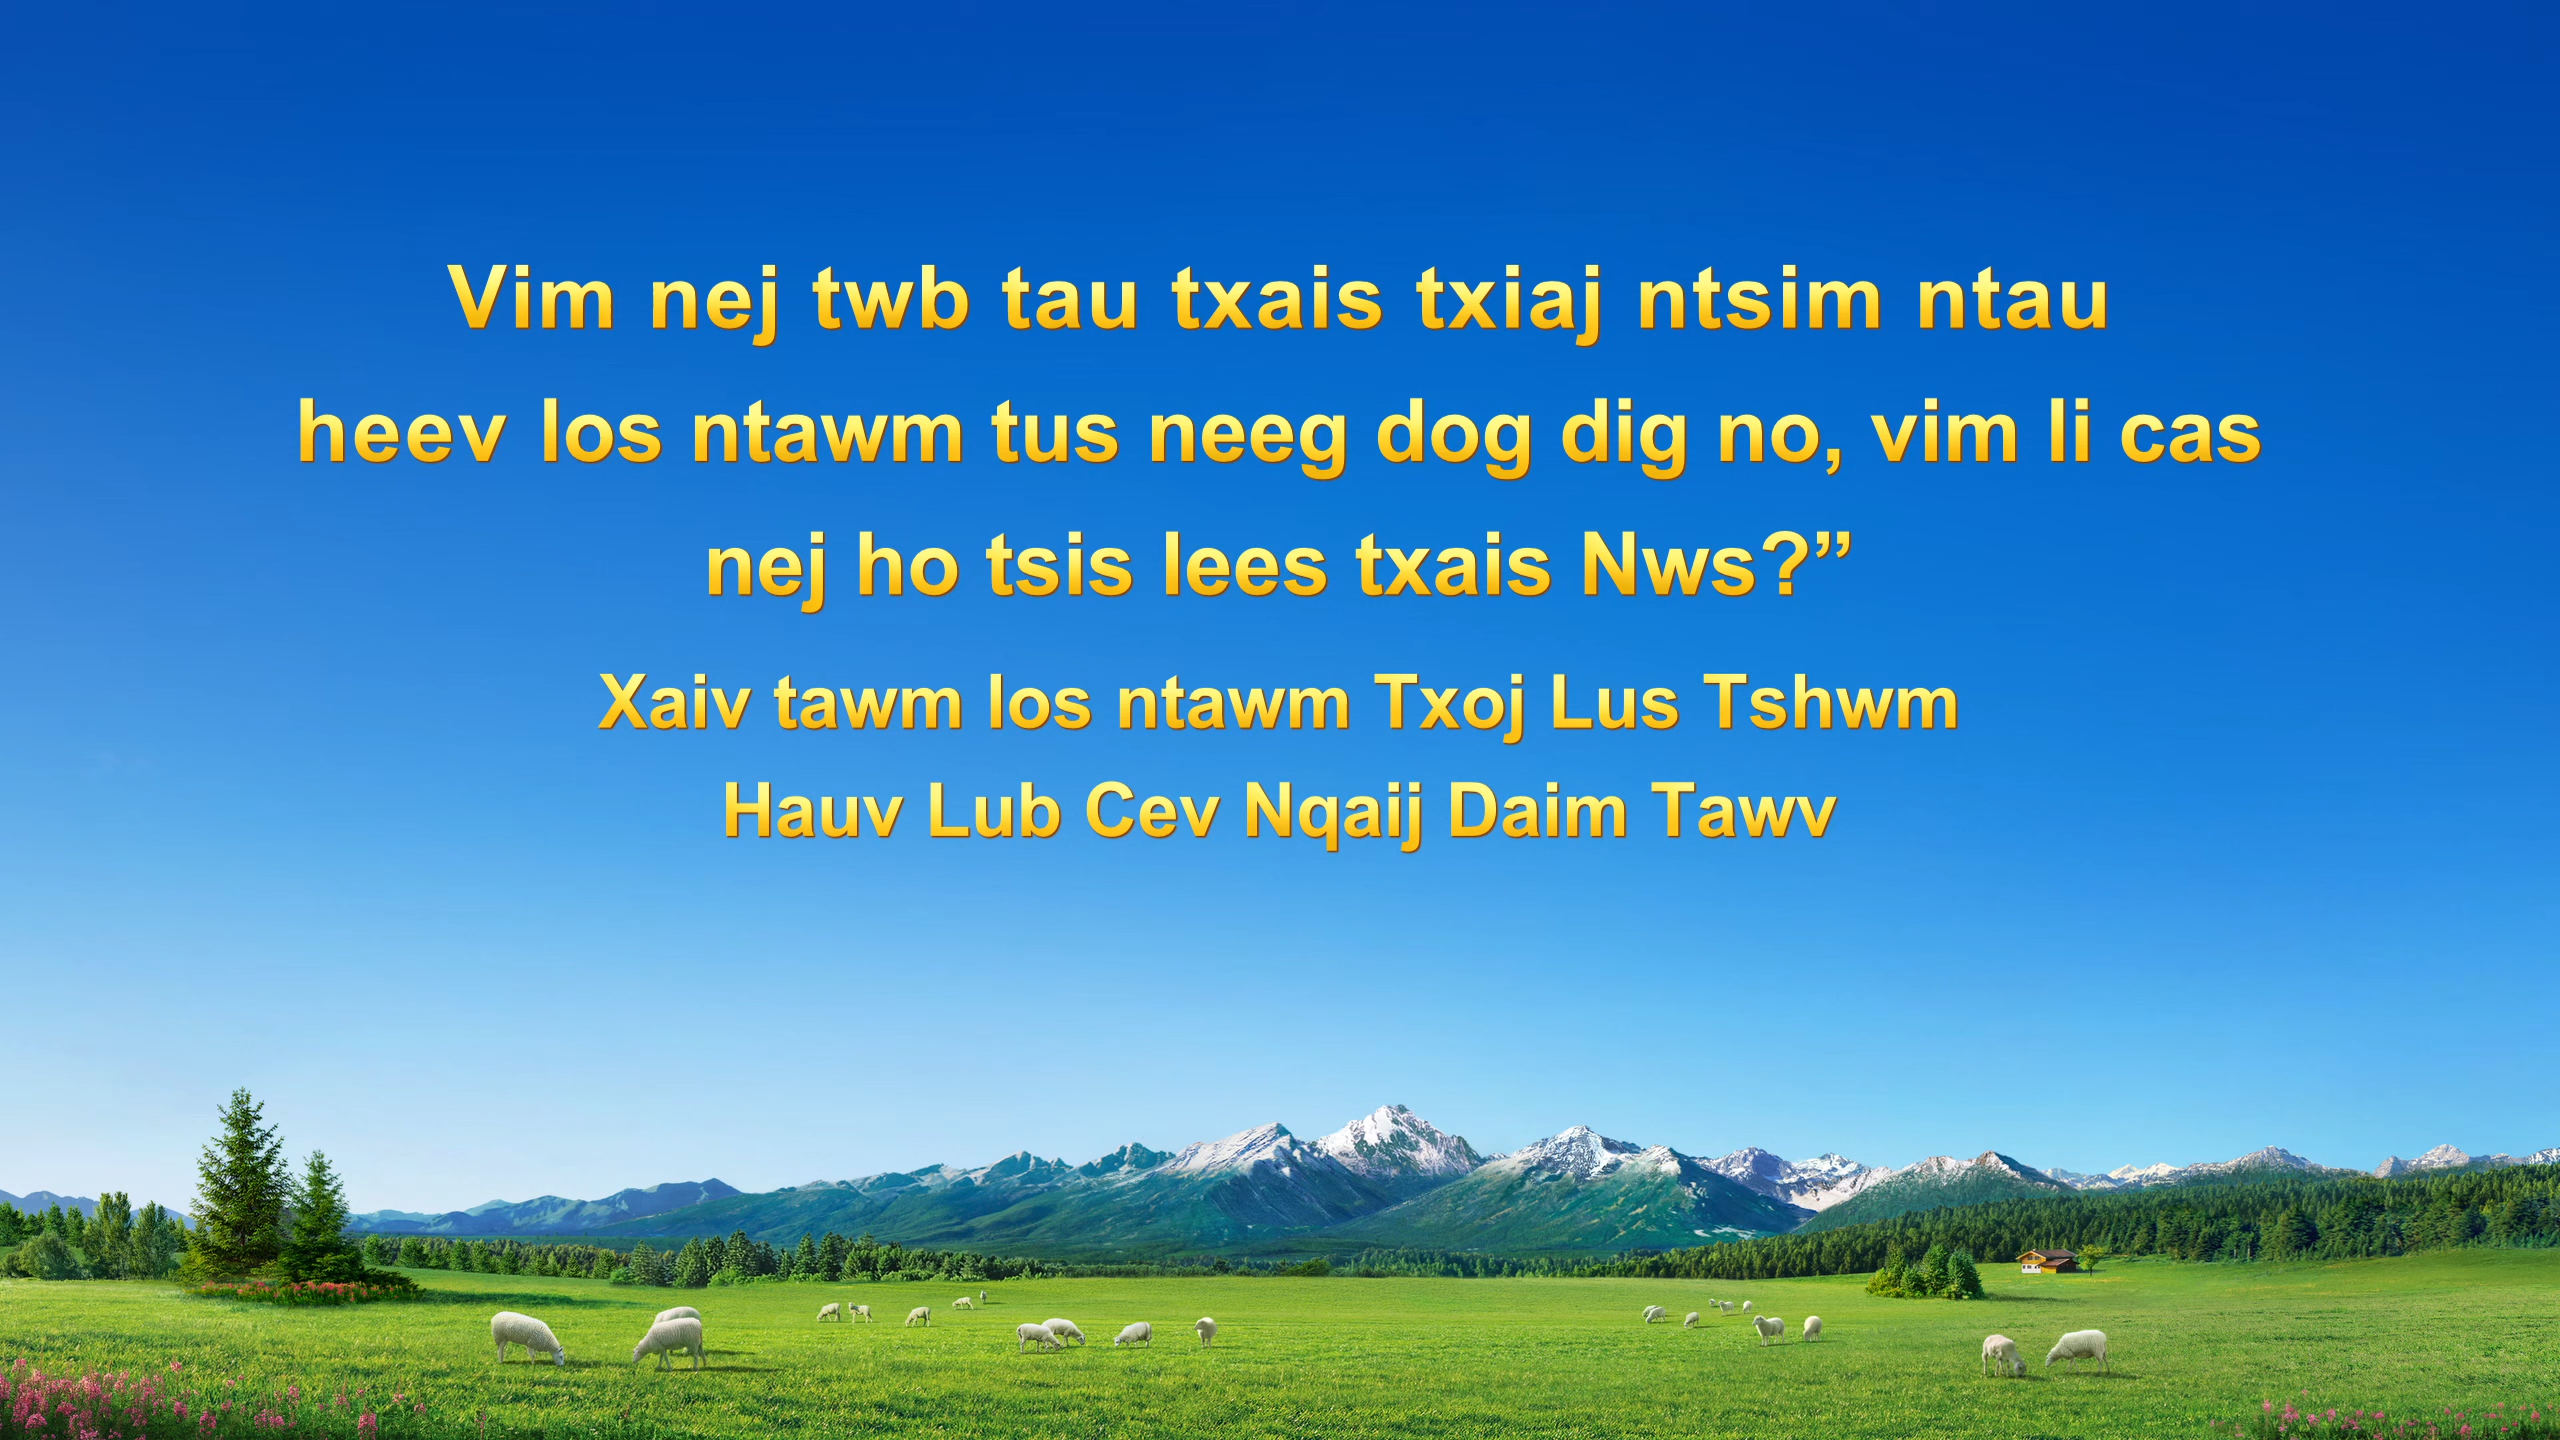 Vim nej twb tau txais txiaj ntsim ntau
heev los ntawm tus neeg dog dig no, vim li cas
nej ho tsis lees txais Nws?”
Xaiv tawm los ntawm Txoj Lus Tshwm
Hauv Lub Cev Nqaij Daim Tawv